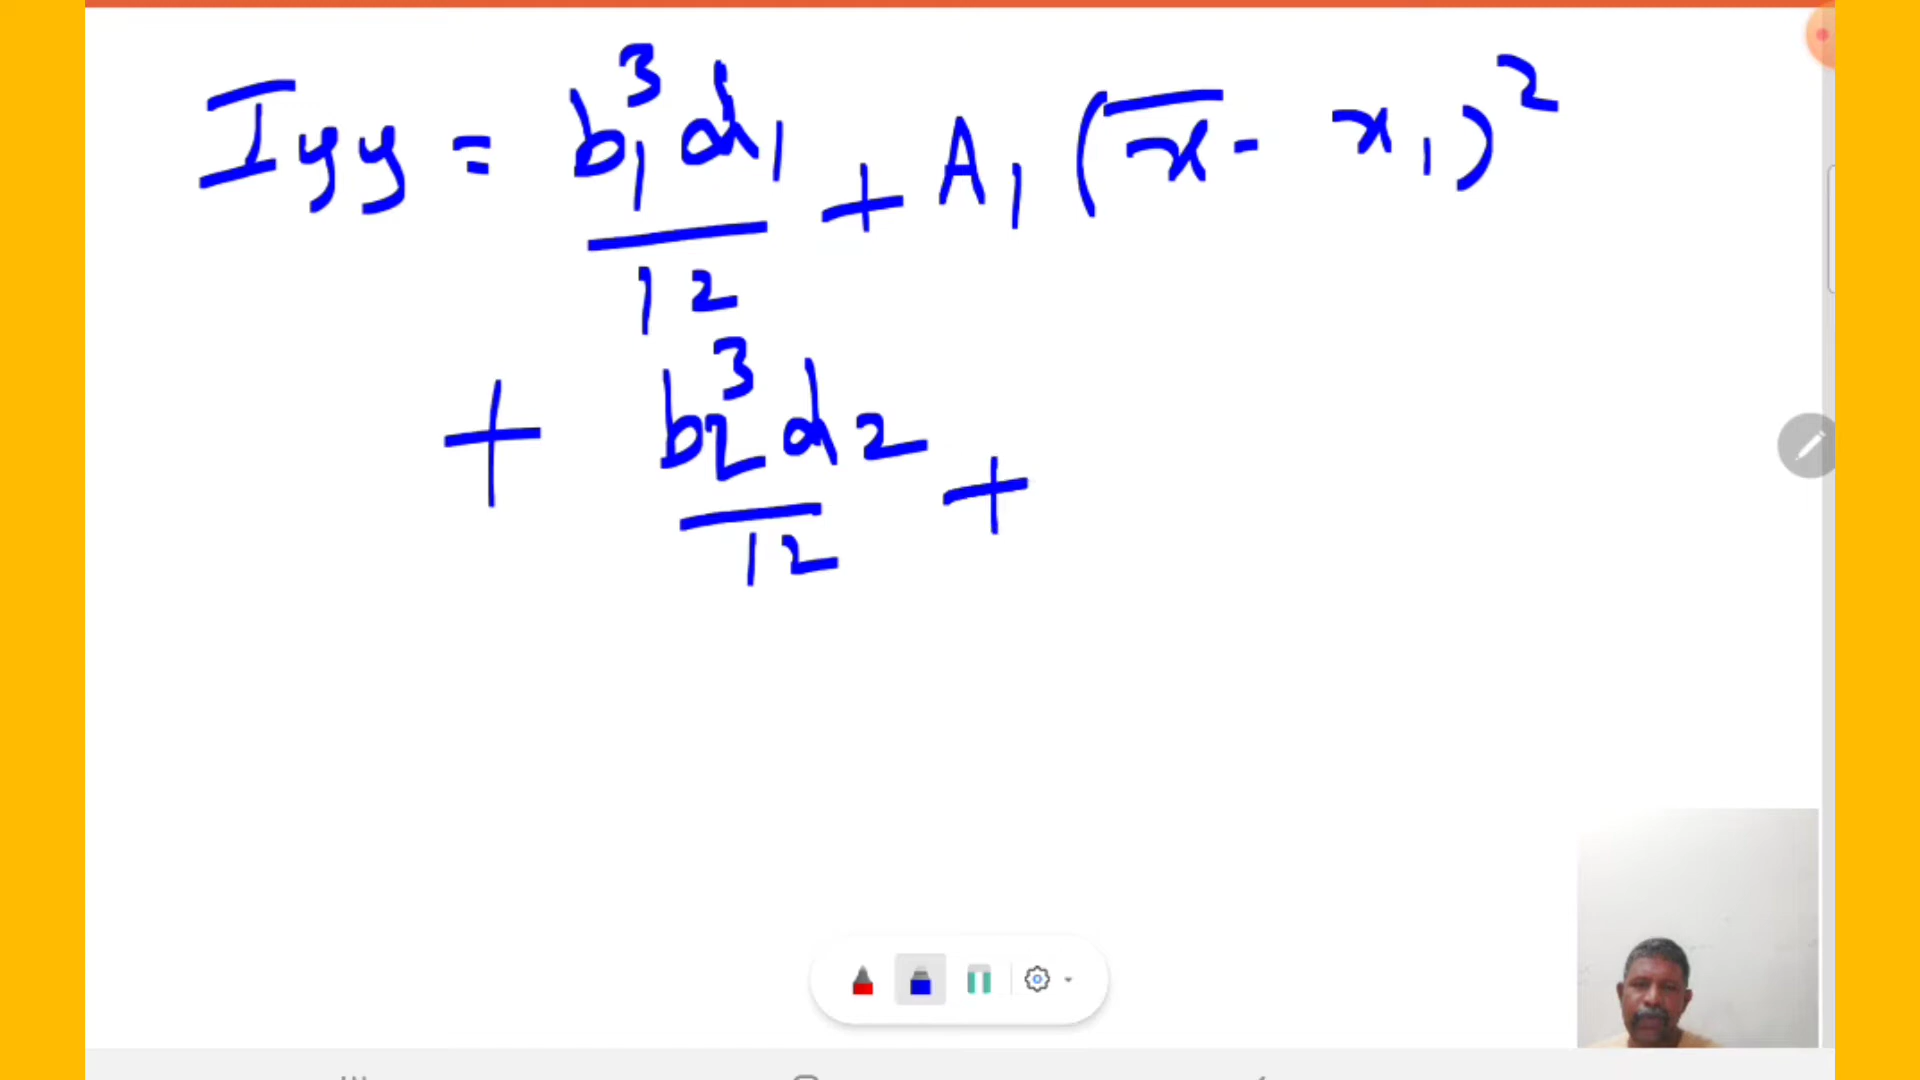 Iyy = b₁³d₁/12 + A₁(x̄ - x₁)²
+ b₂³d₂/12 +